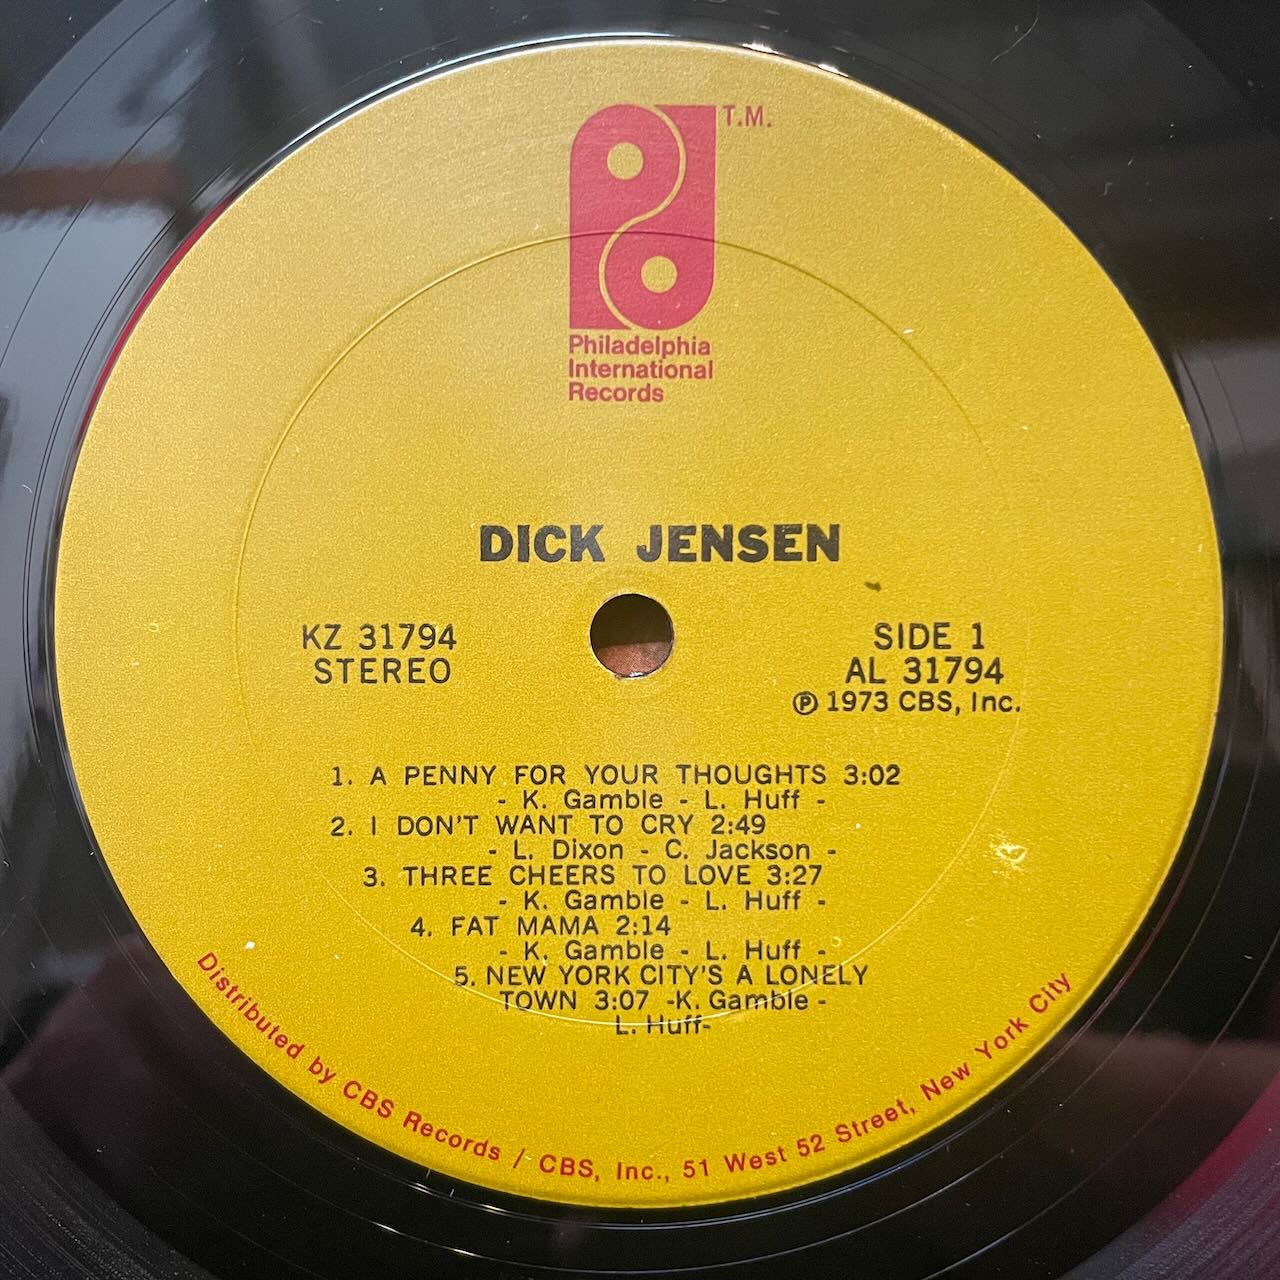 T.M.
Philadelphia
International
Records
DICK JENSEN
KZ 31794
STEREO
SIDE 1
AL 31794
℗ 1973 CBS, Inc.
1. A PENNY FOR YOUR THOUGHTS 3:02
- K. Gamble - L. Huff -
2. I DON'T WANT TO CRY 2:49
- L. Dixon - C. Jackson -
3. THREE CHEERS TO LOVE 3:27
- K. Gamble - L. Huff -
4. FAT MAMA 2:14
- K. Gamble - L. Huff -
5. NEW YORK CITY'S A LONELY
TOWN 3:07 -K. Gamble -
L. Huff-
Distributed by CBS Records / CBS, Inc., 51 West 52 Street, New York City